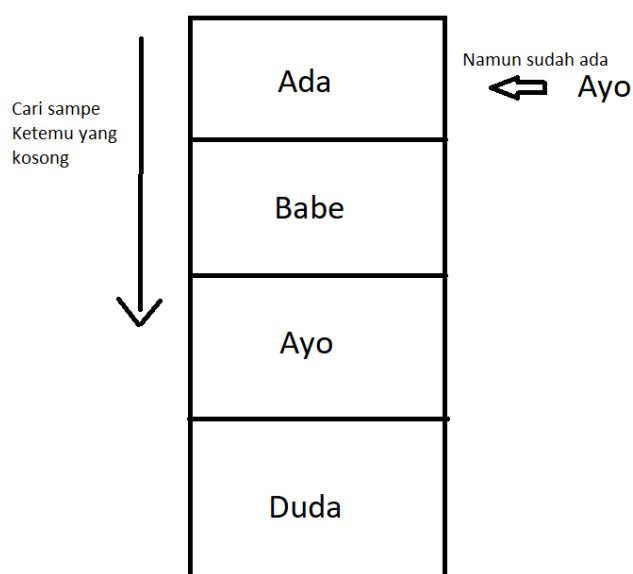 Ada
Namun sudah ada
Ayo
Cari sampe
Ketemu yang
kosong
Babe
Ayo
Duda